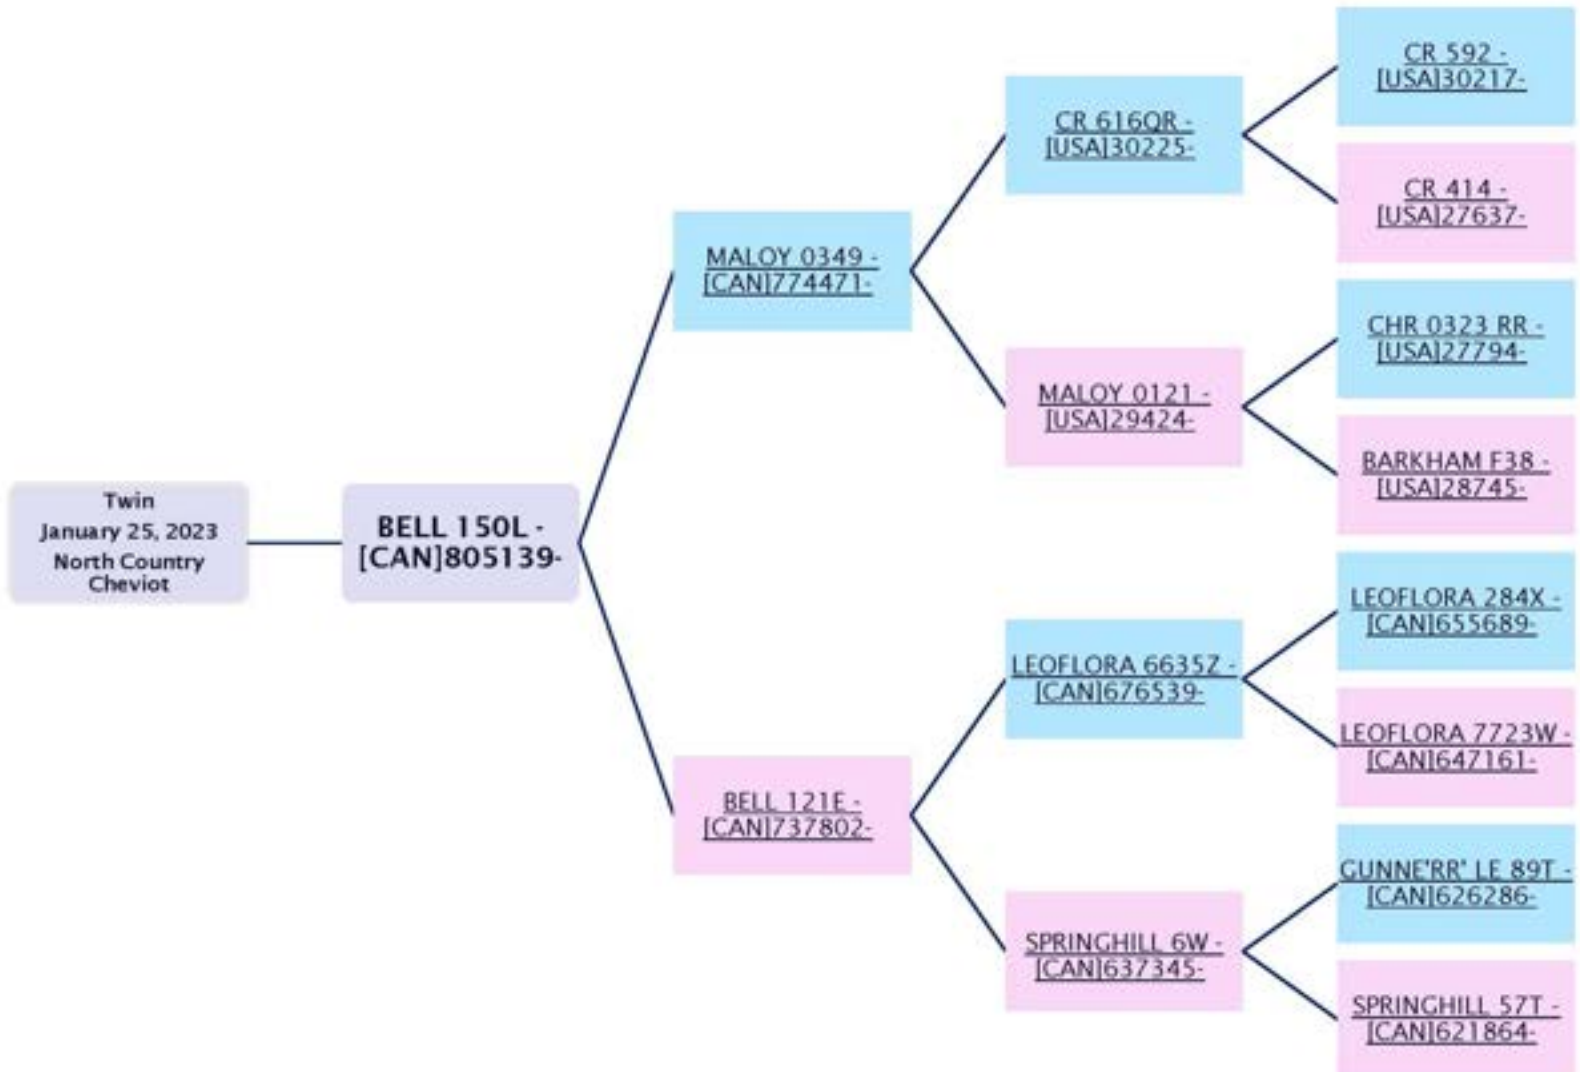 Twin
January 25, 2023
North Country
Cheviot
BELL 150L -
[CAN]805139-
MALOY 0349 -
[CAN]774471-
BELL 121E -
[CAN]737802-
CR 616QR -
[USA]30225-
MALOY 0121 -
[USA]29424-
LEOFLORA 6635Z -
[CAN]676539-
SPRINGHILL 6W -
[CAN]637345-
CR 592 -
[USA]30217-
CR 414 -
[USA]27637-
CHR 0323 RR -
[USA]27794-
BARKHAM F38 -
[USA]28745-
LEOFLORA 284X -
[CAN]655689-
LEOFLORA 7723W -
[CAN]647161-
GUNNE'RR' LE 89T -
[CAN]626286-
SPRINGHILL 57T -
[CAN]621864-